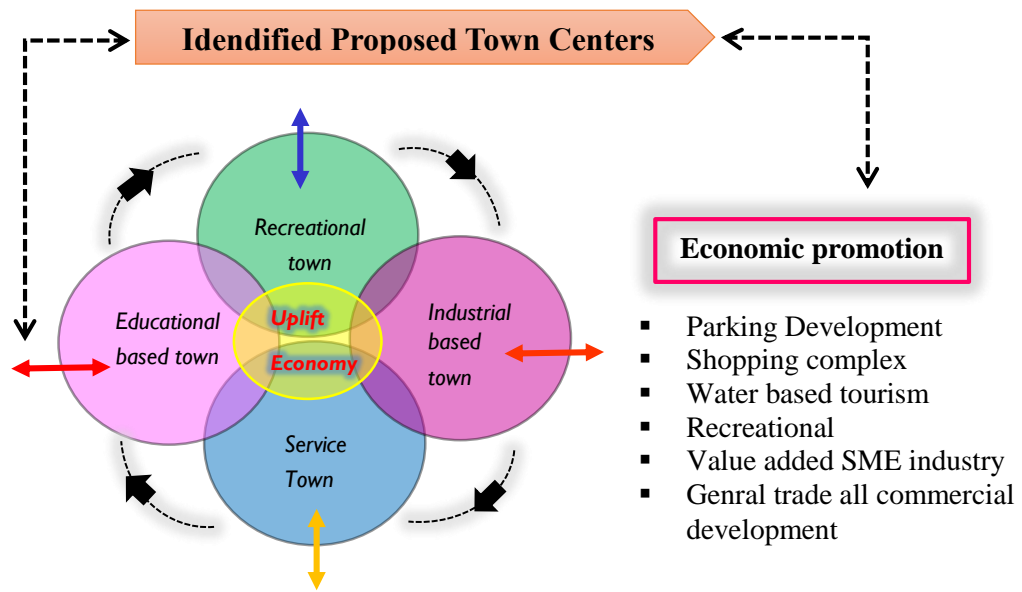 Idendified Proposed Town Centers
Recreational
town
Educational
based town
Uplift
Economy
Industrial
based
town
Service
Town
Economic promotion
▪ Parking Development
▪ Shopping complex
▪ Water based tourism
▪ Recreational
▪ Value added SME industry
▪ Genral trade all commercial
development